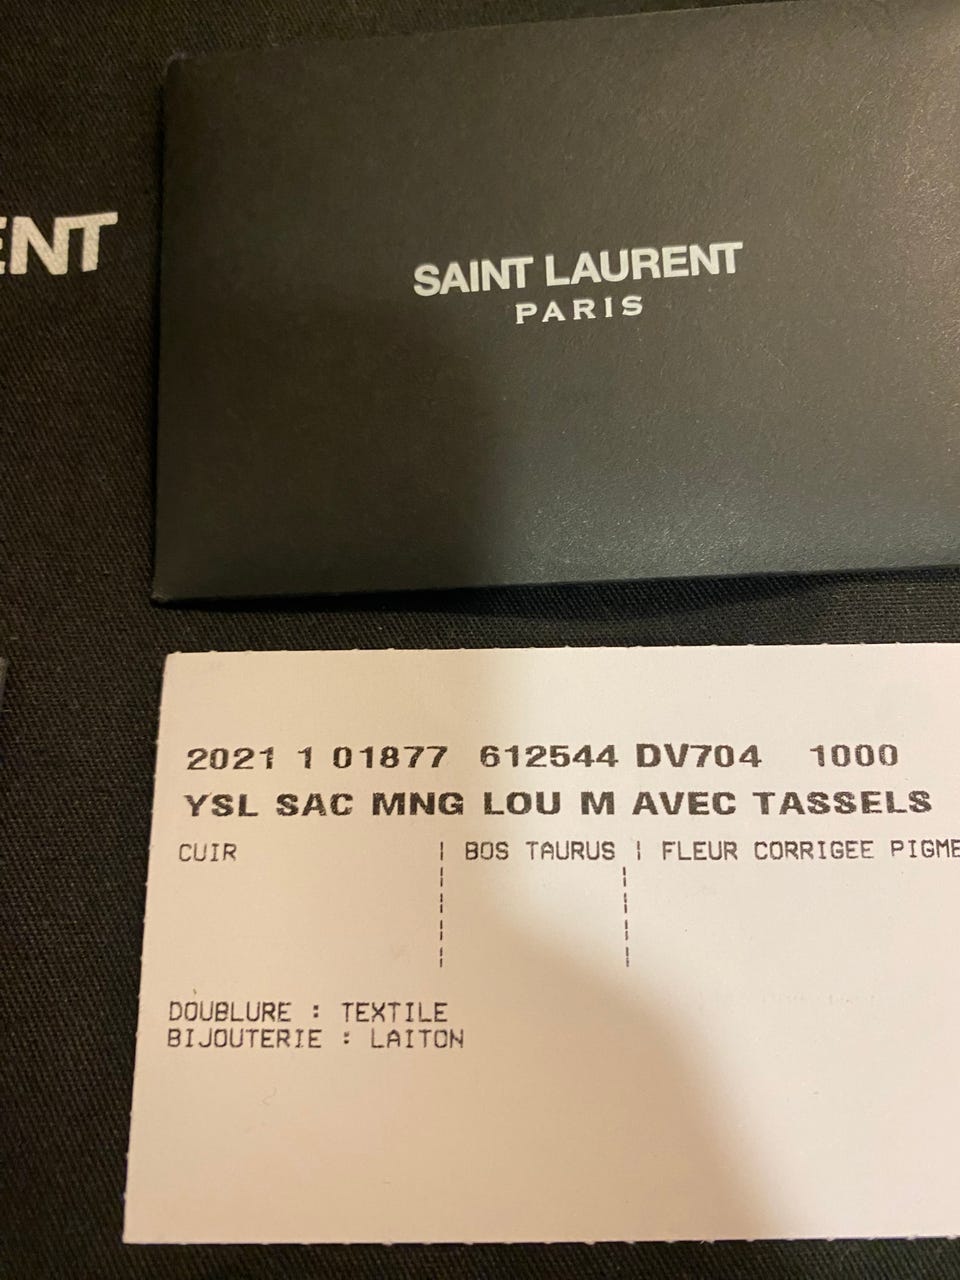 ENT
SAINT LAURENT
PARIS
2021 1 01877 612544 DV704 1000
YSL SAC MNG LOU M AVEC TASSELS
CUIR | BOS TAURUS | FLEUR CORRIGEE PIGME
DOUBLURE : TEXTILE
BIJOUTERIE : LAITON